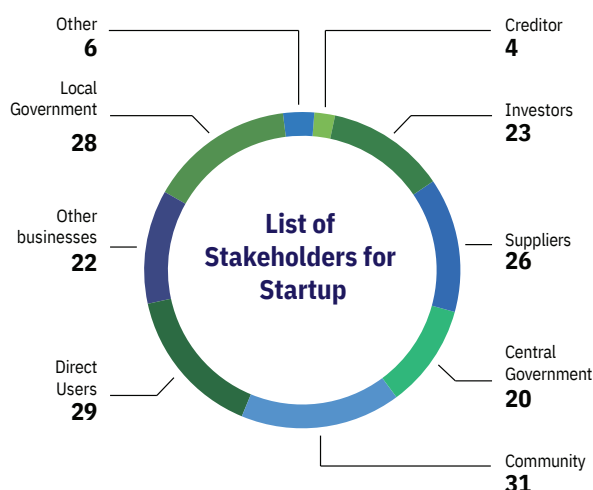 Other
6
Creditor
4
Local
Government
28
Investors
23
Other
businesses
22
List of
Stakeholders for
Startup
Suppliers
26
Direct
Users
29
Central
Government
20
Community
31